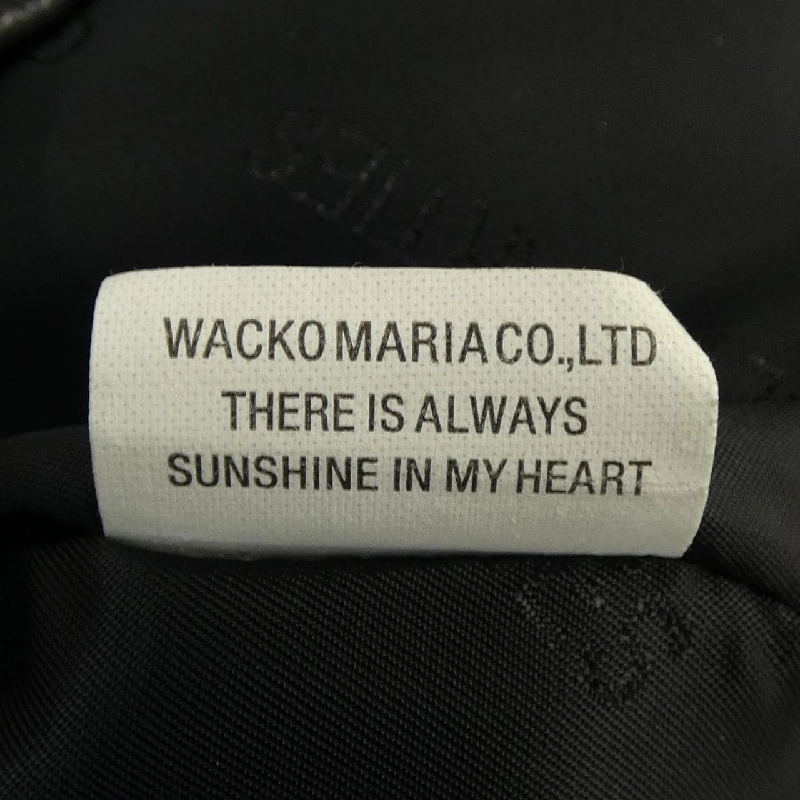 WACKO MARIA CO.,LTD
THERE IS ALWAYS
SUNSHINE IN MY HEART